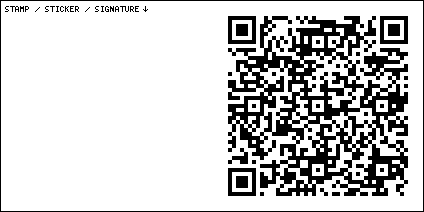 STAMP / STICKER / SIGNATURE ↓